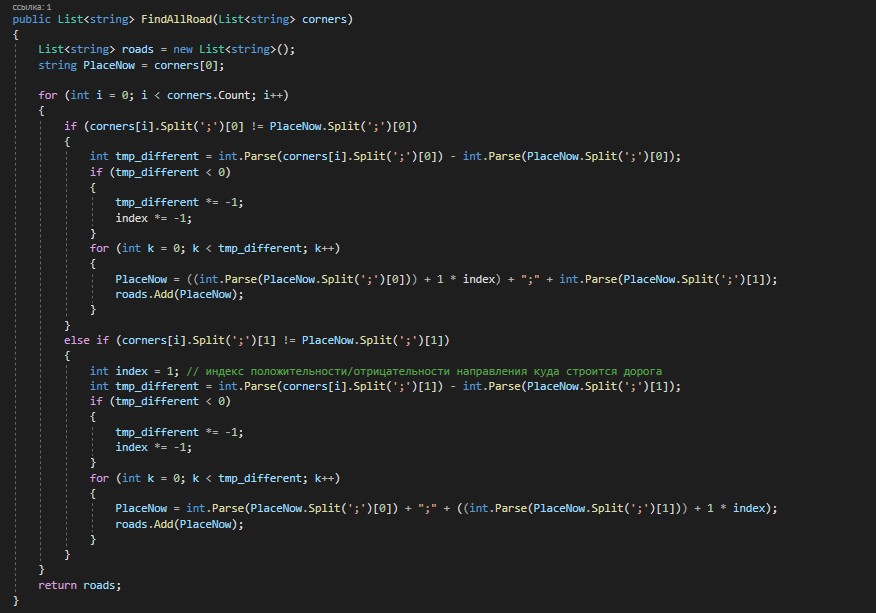 ссылка: 1
public List<string> FindAllRoad(List<string> corners)
{
List<string> roads = new List<string>();
string PlaceNow = corners[0];
for (int i = 0; i < corners.Count; i++)
{
if (corners[i].Split(';')[0] != PlaceNow.Split(';')[0])
{
int tmp_different = int.Parse(corners[i].Split(';')[0]) - int.Parse(PlaceNow.Split(';')[0]);
if (tmp_different < 0)
{
tmp_different *= -1;
index *= -1;
}
for (int k = 0; k < tmp_different; k++)
{
PlaceNow = ((int.Parse(PlaceNow.Split(';')[0])) + 1 * index) + ";" + int.Parse(PlaceNow.Split(';')[1]);
roads.Add(PlaceNow);
}
}
else if (corners[i].Split(';')[1] != PlaceNow.Split(';')[1])
{
int index = 1; // индекс положительности/отрицательности направления куда строится дорога
int tmp_different = int.Parse(corners[i].Split(';')[1]) - int.Parse(PlaceNow.Split(';')[1]);
if (tmp_different < 0)
{
tmp_different *= -1;
index *= -1;
}
for (int k = 0; k < tmp_different; k++)
{
PlaceNow = int.Parse(PlaceNow.Split(';')[0]) + ";" + ((int.Parse(PlaceNow.Split(';')[1])) + 1 * index);
roads.Add(PlaceNow);
}
}
}
return roads;
}